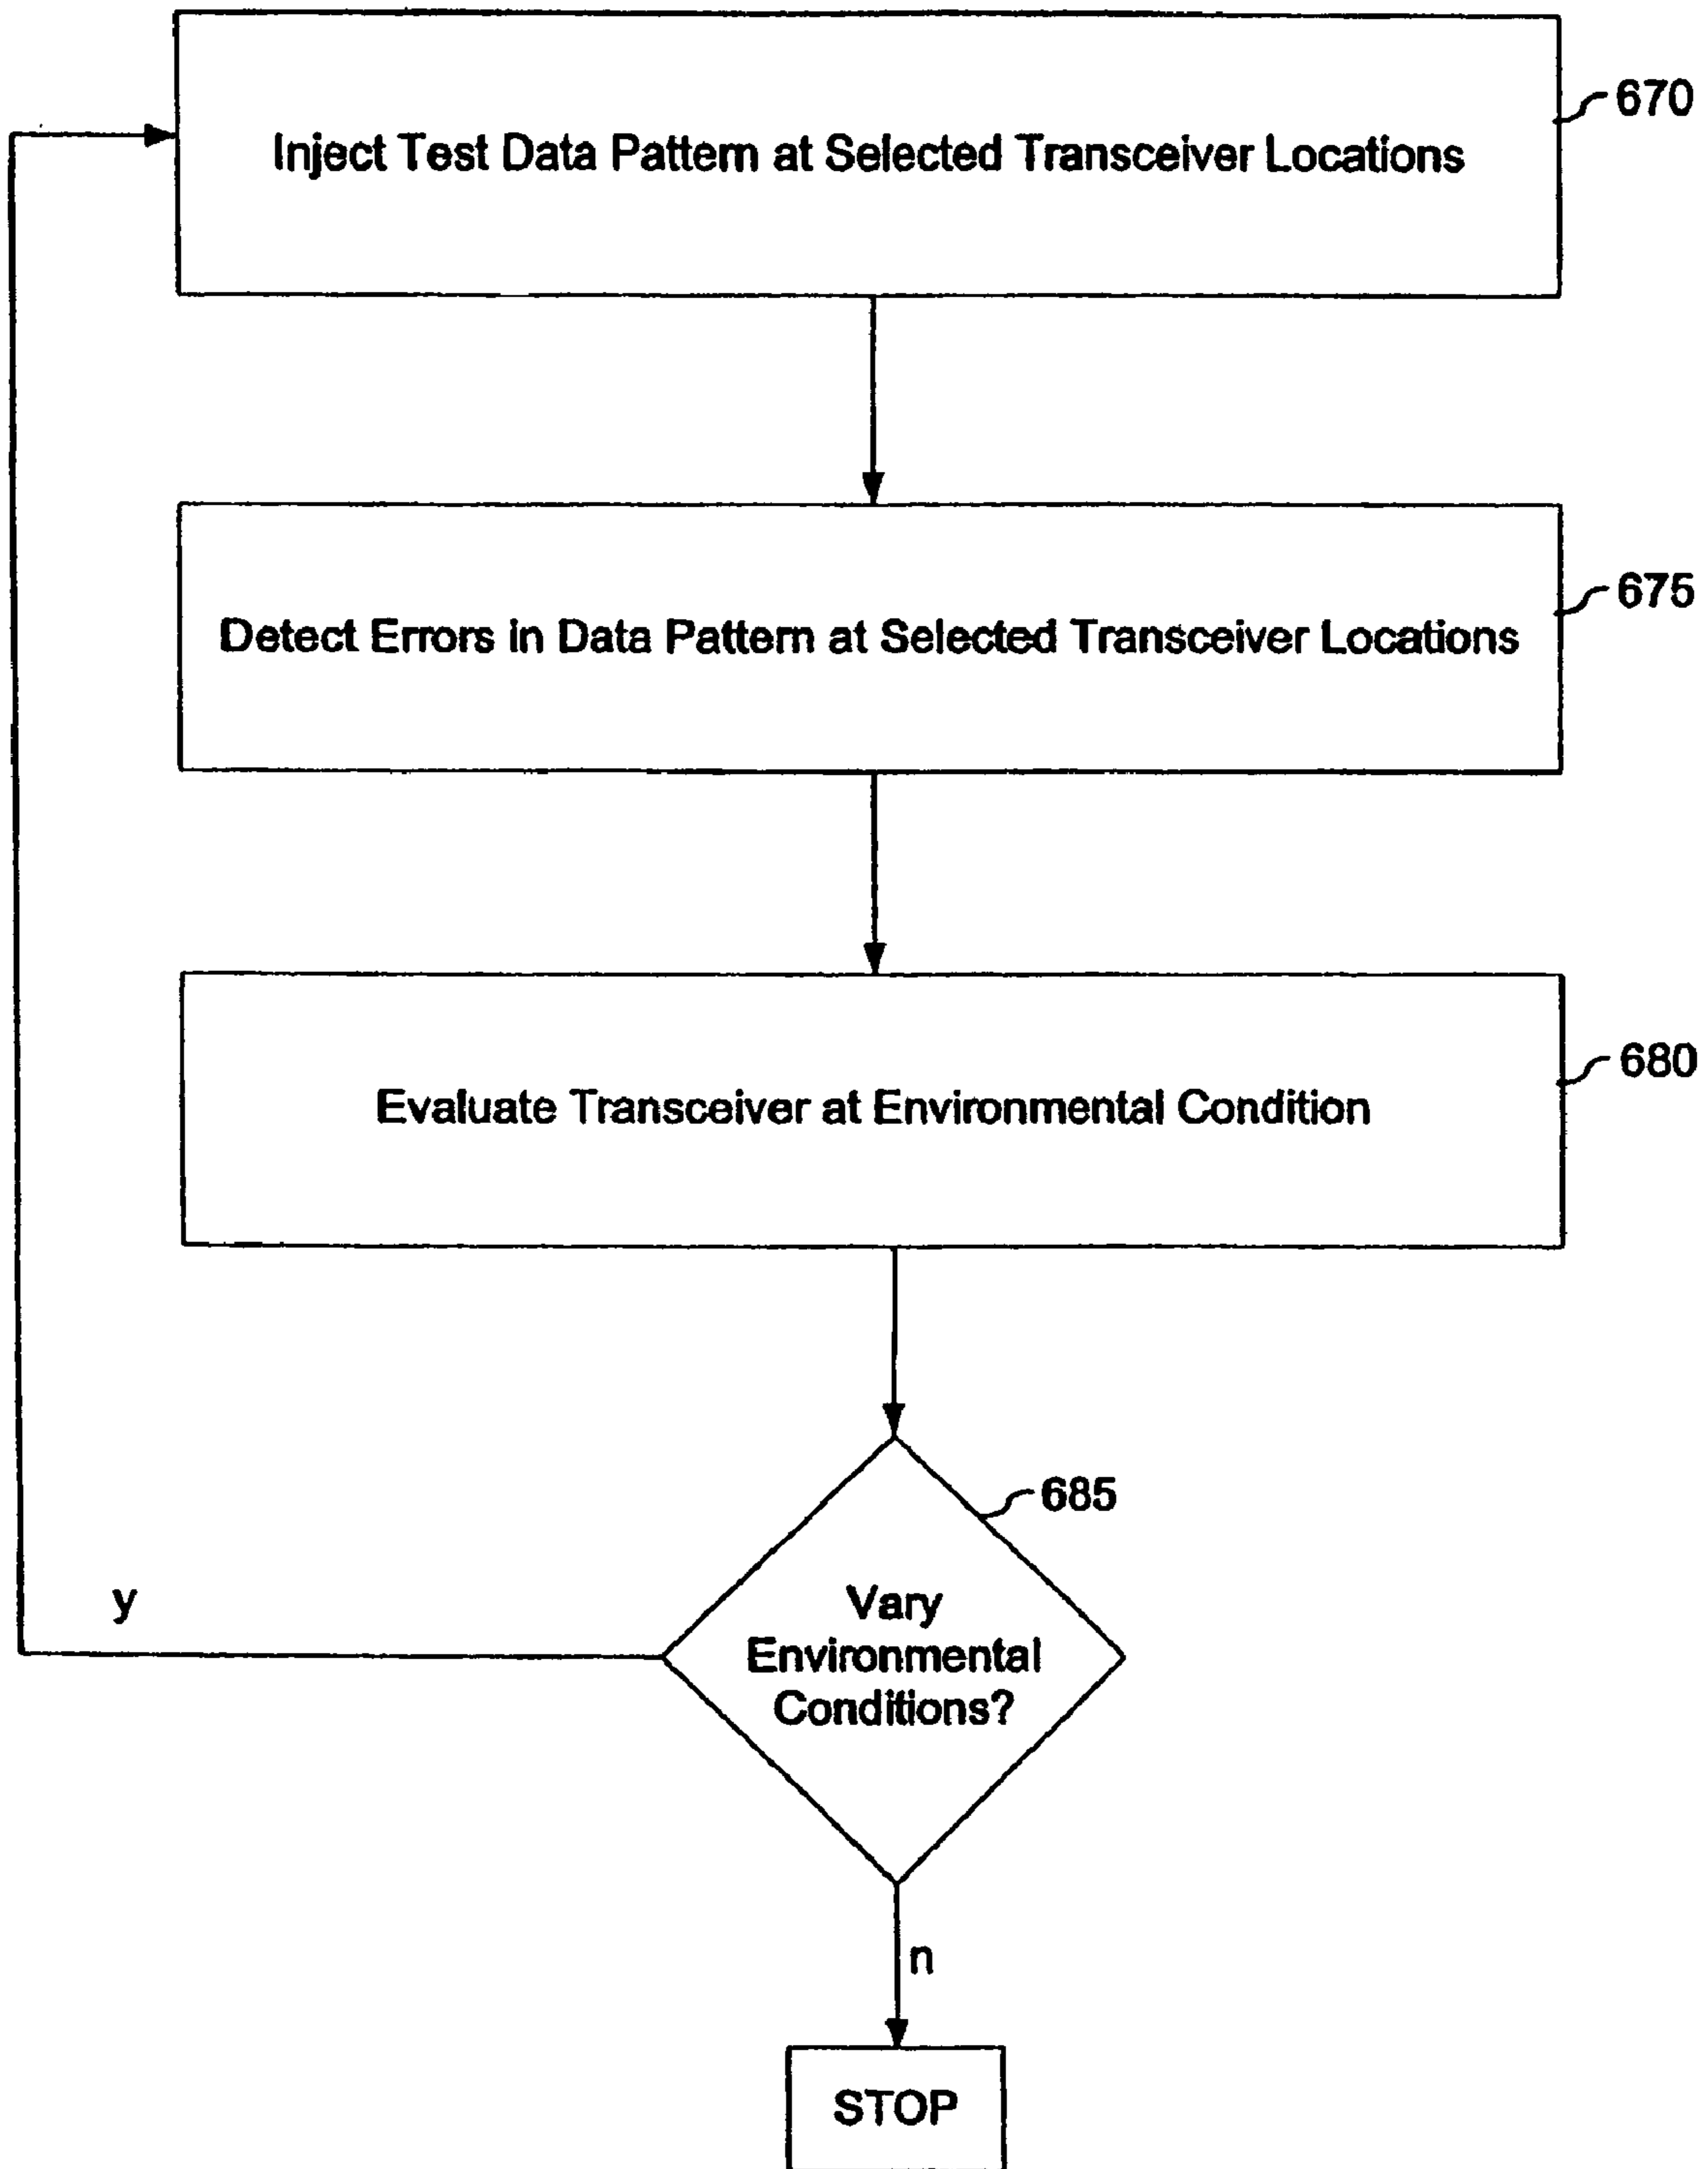 Inject Test Data Pattern at Selected Transceiver Locations
670
Detect Errors in Data Pattern at Selected Transceiver Locations
675
Evaluate Transceiver at Environmental Condition
680
685
Vary
Environmental
Conditions?
y
n
STOP